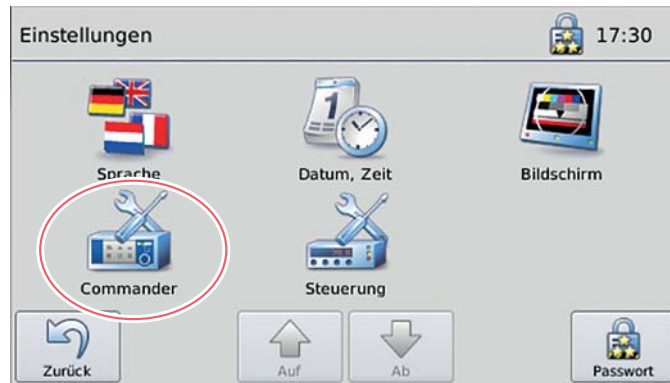 Einstellungen 17:30
Sprache Datum, Zeit Bildschirm
Commander Steuerung
Zurück Auf Ab Passwort